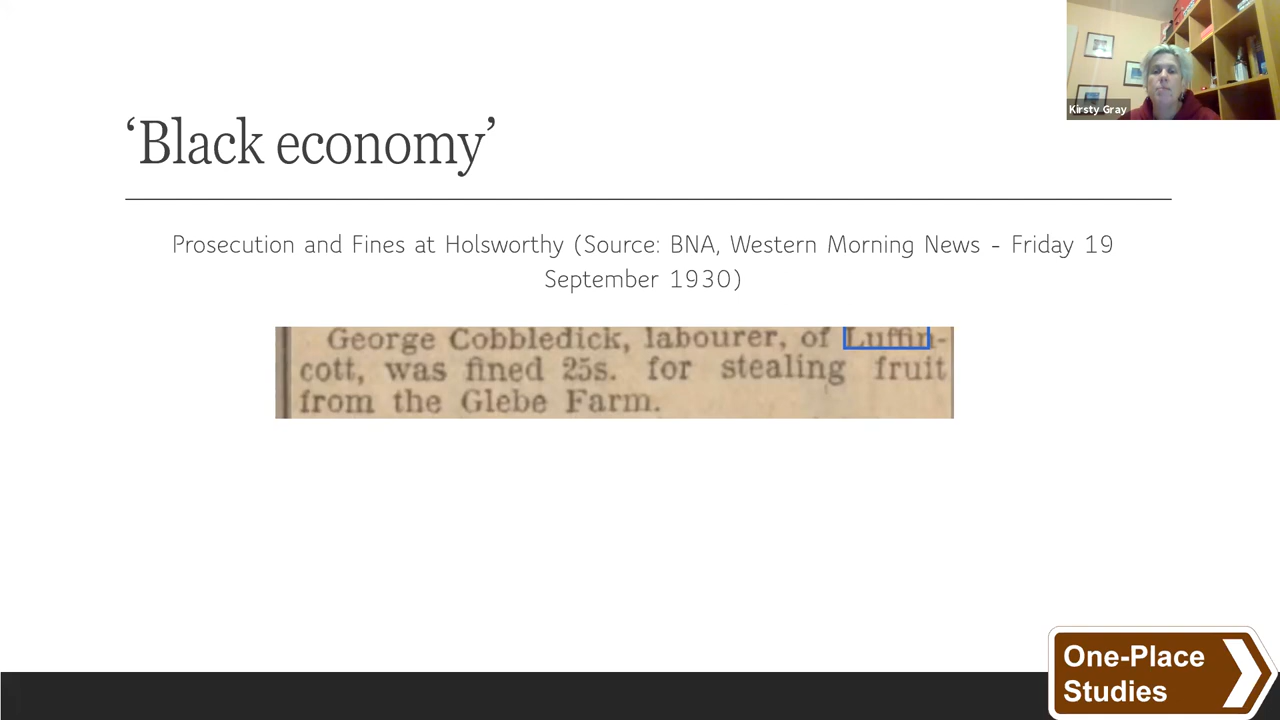 Kirsty Gray
‘Black economy’
Prosecution and Fines at Holsworthy (Source: BNA, Western Morning News - Friday 19
September 1930)
George Cobbledick, labourer, of Luffin-
cott, was fined 25s. for stealing fruit
from the Glebe Farm.
One-Place
Studies